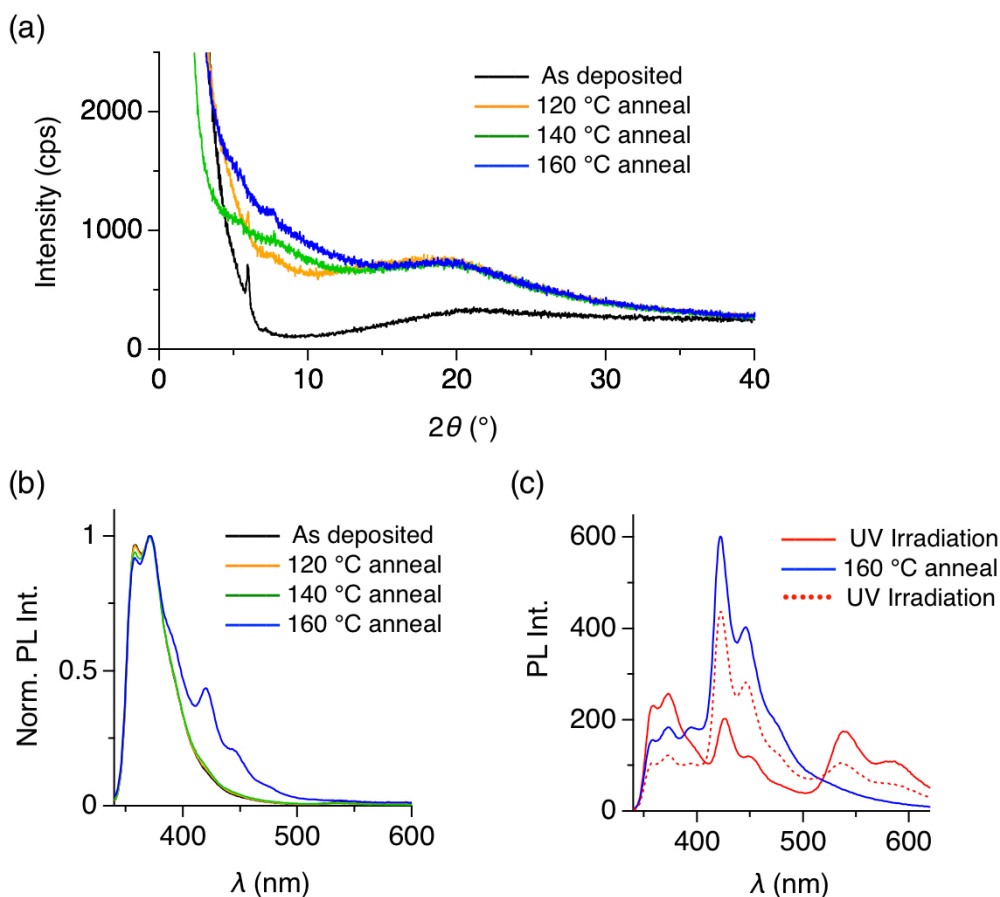 (a)
Intensity (cps)
2000
1000
0
As deposited
120 °C anneal
140 °C anneal
160 °C anneal
0 10 20 30 40
2θ (°)
(b)
Norm. PL Int.
1
0.5
0
As deposited
120 °C anneal
140 °C anneal
160 °C anneal
400 500 600
λ (nm)
(c)
PL Int.
600
400
200
0
UV Irradiation
160 °C anneal
UV Irradiation
400 500 600
λ (nm)